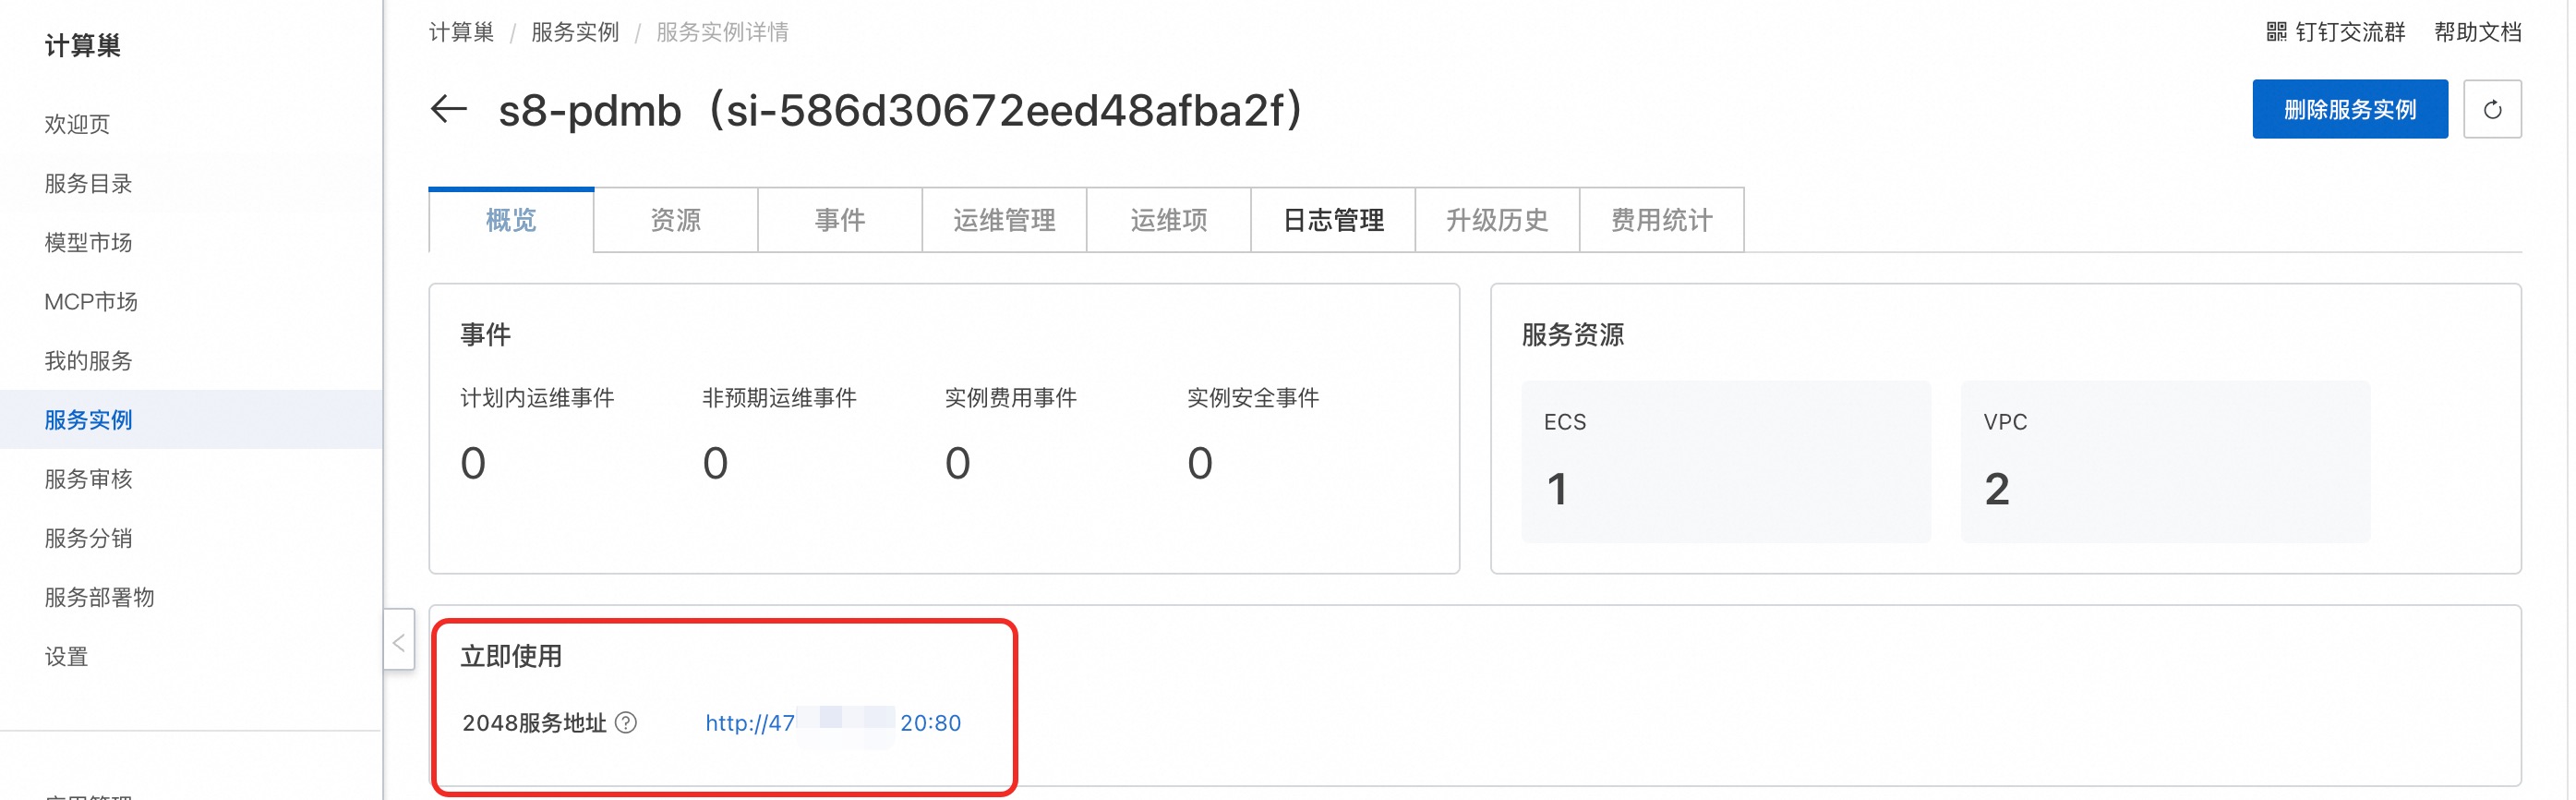 计算巢
欢迎页
服务目录
模型市场
MCP市场
我的服务
服务实例
服务审核
服务分销
服务部署物
设置
计算巢 / 服务实例 / 服务实例详情
钉钉交流群 帮助文档
← s8-pdmb（si-586d30672eed48afba2f）
删除服务实例
概览 资源 事件 运维管理 运维项 日志管理 升级历史 费用统计
事件
计划内运维事件 非预期运维事件 实例费用事件 实例安全事件
0 0 0 0
服务资源
ECS VPC
1 2
立即使用
2048服务地址 ? http://47 20:80